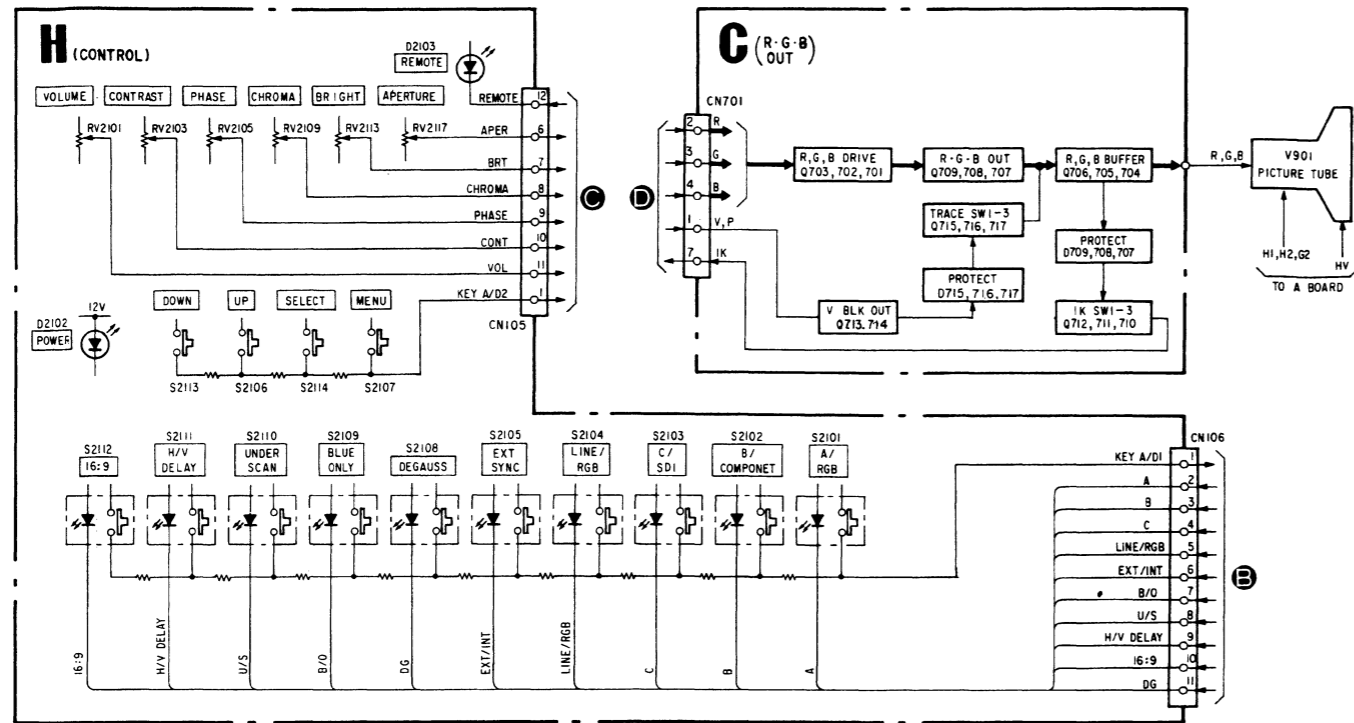 H (CONTROL)
D2103
REMOTE
VOLUME CONTRAST PHASE CHROMA BRIGHT APERTURE
RV2101 RV2103 RV2105 RV2109 RV2113 RV2117
REMOTE 12
APER 6
BRT 7
CHROMA 8
PHASE 9
CONT 10
VOL 11
KEY A/D2 1
CN105
C
12V
D2102
POWER
DOWN UP SELECT MENU
S2113 S2106 S2114 S2107
C (R·G·B)
OUT
CN701
2 R
3 G
4 B
1 V,P
7 IK
D
R,G,B DRIVE
Q703, 702, 701
R·G·B OUT
Q709, 708, 707
R,G,B BUFFER
Q706, 705, 704
TRACE SW1-3
Q715, 716, 717
PROTECT
D715, 716, 717
V BLK OUT
Q713, 714
PROTECT
D709, 708, 707
IK SW1-3
Q712, 711, 710
R,G,B
V901
PICTURE TUBE
H1, H2, G2
HV
TO A BOARD
S2112
16:9
S2111
H/V
DELAY
S2110
UNDER
SCAN
S2109
BLUE
ONLY
S2108
DEGAUSS
S2105
EXT
SYNC
S2104
LINE/
RGB
S2103
C/
SDI
S2102
B/
COMPONET
S2101
A/
RGB
16:9
H/V DELAY
U/S
B/O
DG
EXT/INT
LINE/RGB
C
B
A
CN106
KEY A/D1 1
A 2
B 3
C 4
LINE/RGB 5
EXT/INT 6
B/O 7
U/S 8
H/V DELAY 9
16:9 10
DG 11
B